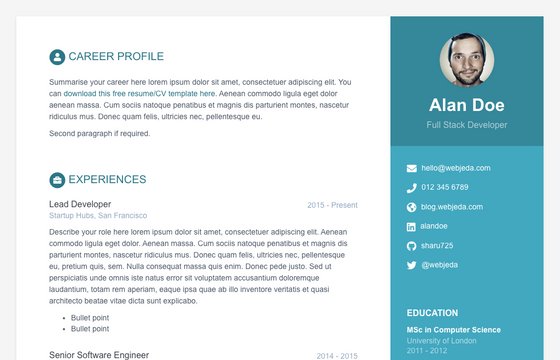 CAREER PROFILE
Summarise your career here lorem ipsum dolor sit amet, consectetuer adipiscing elit. You
can download this free resume/CV template here. Aenean commodo ligula eget dolor
aenean massa. Cum sociis natoque penatibus et magnis dis parturient montes, nascetur
ridiculus mus. Donec quam felis, ultricies nec, pellentesque eu.
Second paragraph if required.
EXPERIENCES
Lead Developer
2015 - Present
Startup Hubs, San Francisco
Describe your role here lorem ipsum dolor sit amet, consectetuer adipiscing elit. Aenean
commodo ligula eget dolor. Aenean massa. Cum sociis natoque penatibus et magnis dis
parturient montes, nascetur ridiculus mus. Donec quam felis, ultricies nec, pellentesque
eu, pretium quis, sem. Nulla consequat massa quis enim. Donec pede justo. Sed ut
perspiciatis unde omnis iste natus error sit voluptatem accusantium doloremque
laudantium, totam rem aperiam, eaque ipsa quae ab illo inventore veritatis et quasi
architecto beatae vitae dicta sunt explicabo.
• Bullet point
• Bullet point
Senior Software Engineer
2014 - 2015
Alan Doe
Full Stack Developer
hello@webjeda.com
012 345 6789
blog.webjeda.com
alandoe
sharu725
@webjeda
EDUCATION
MSc in Computer Science
University of London
2011 - 2012